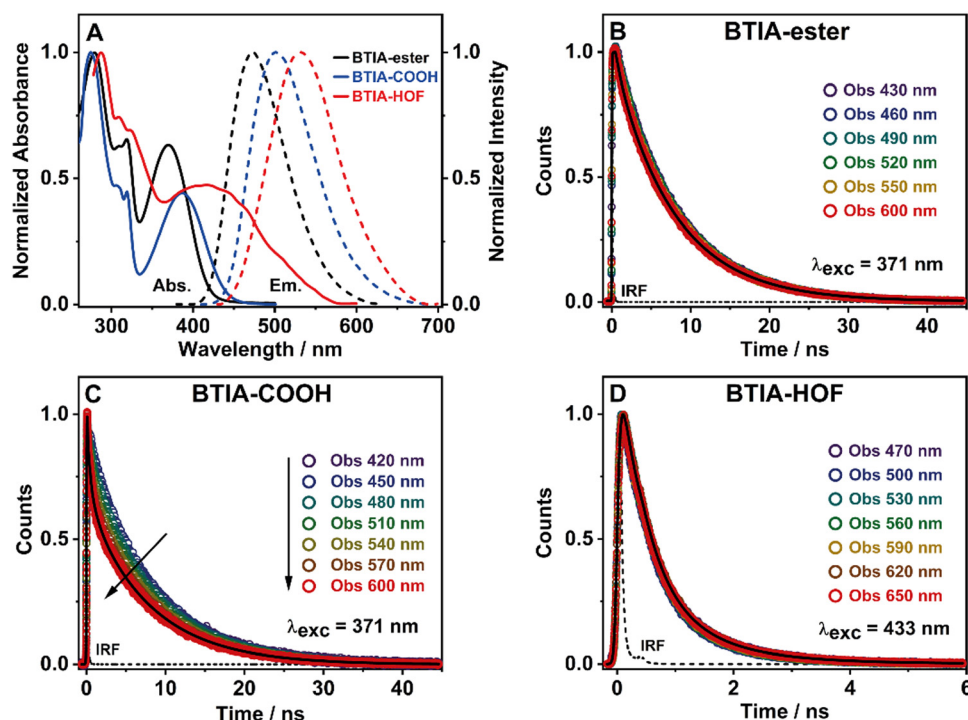 A
BTIA-ester
BTIA-COOH
BTIA-HOF
Abs.
Em.
1.0
0.5
0.0
1.0
0.5
0.0
300 400 500 600 700
Normalized Absorbance
Normalized Intensity
Wavelength / nm
B
BTIA-ester
Obs 430 nm
Obs 460 nm
Obs 490 nm
Obs 520 nm
Obs 550 nm
Obs 600 nm
λexc = 371 nm
IRF
1.0
0.5
0.0
0 10 20 30 40
Counts
Time / ns
C
BTIA-COOH
Obs 420 nm
Obs 450 nm
Obs 480 nm
Obs 510 nm
Obs 540 nm
Obs 570 nm
Obs 600 nm
λexc = 371 nm
IRF
1.0
0.5
0.0
0 10 20 30 40
Counts
Time / ns
D
BTIA-HOF
Obs 470 nm
Obs 500 nm
Obs 530 nm
Obs 560 nm
Obs 590 nm
Obs 620 nm
Obs 650 nm
λexc = 433 nm
IRF
1.0
0.5
0.0
0 2 4 6
Counts
Time / ns